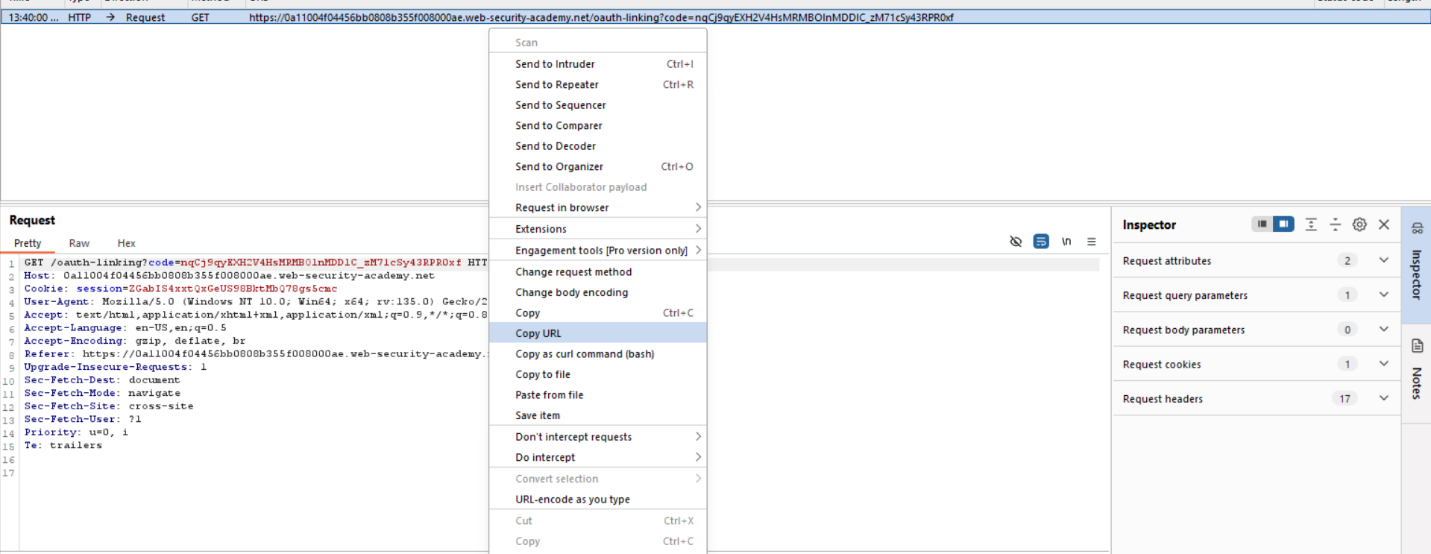 13:40:00 ... HTTP → Request GET https://0a11004f04456bb0808b355f008000ae.web-security-academy.net/oauth-linking?code=nqCj9qyEXH2V4HsMRMBOlnMDDlC_zM71cSy43RPR0xf
Scan
Send to Intruder Ctrl+I
Send to Repeater Ctrl+R
Send to Sequencer
Send to Comparer
Send to Decoder
Send to Organizer Ctrl+O
Insert Collaborator payload
Request in browser
Extensions
Engagement tools [Pro version only]
Change request method
Change body encoding
Copy Ctrl+C
Copy URL
Copy as curl command (bash)
Copy to file
Paste from file
Save item
Don't intercept requests
Do intercept
Convert selection
URL-encode as you type
Cut Ctrl+X
Copy Ctrl+C
Request
Pretty Raw Hex
\n
1 GET /oauth-linking?code=nqCj9qyEXH2V4HsMRMBOlnMDDlC_zM71cSy43RPR0xf HTT
2 Host: 0a11004f04456bb0808b355f008000ae.web-security-academy.net
3 Cookie: session=ZGabIS4xxtQxGeUS98BktMbQ78gs5cmc
4 User-Agent: Mozilla/5.0 (Windows NT 10.0; Win64; x64; rv:135.0) Gecko/2
5 Accept: text/html,application/xhtml+xml,application/xml;q=0.9,*/*;q=0.8
6 Accept-Language: en-US,en;q=0.5
7 Accept-Encoding: gzip, deflate, br
8 Referer: https://0a11004f04456bb0808b355f008000ae.web-security-academy.
9 Upgrade-Insecure-Requests: 1
10 Sec-Fetch-Dest: document
11 Sec-Fetch-Mode: navigate
12 Sec-Fetch-Site: cross-site
13 Sec-Fetch-User: ?1
14 Priority: u=0, i
15 Te: trailers
16
17
Inspector
Request attributes 2
Request query parameters 1
Request body parameters 0
Request cookies 1
Request headers 17
Inspector
Notes